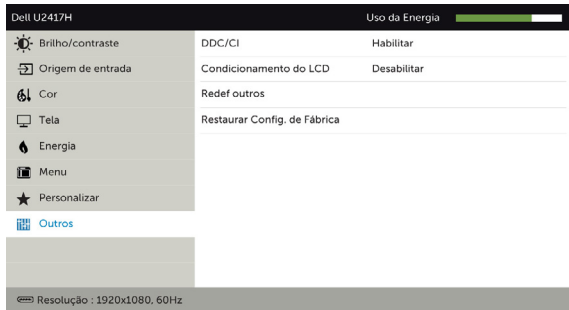 Dell U2417H Uso da Energia
Brilho/contraste DDC/CI Habilitar
Origem de entrada Condicionamento do LCD Desabilitar
Cor Redef outros
Tela Restaurar Config. de Fábrica
Energia
Menu
Personalizar
Outros
Resolução : 1920x1080, 60Hz